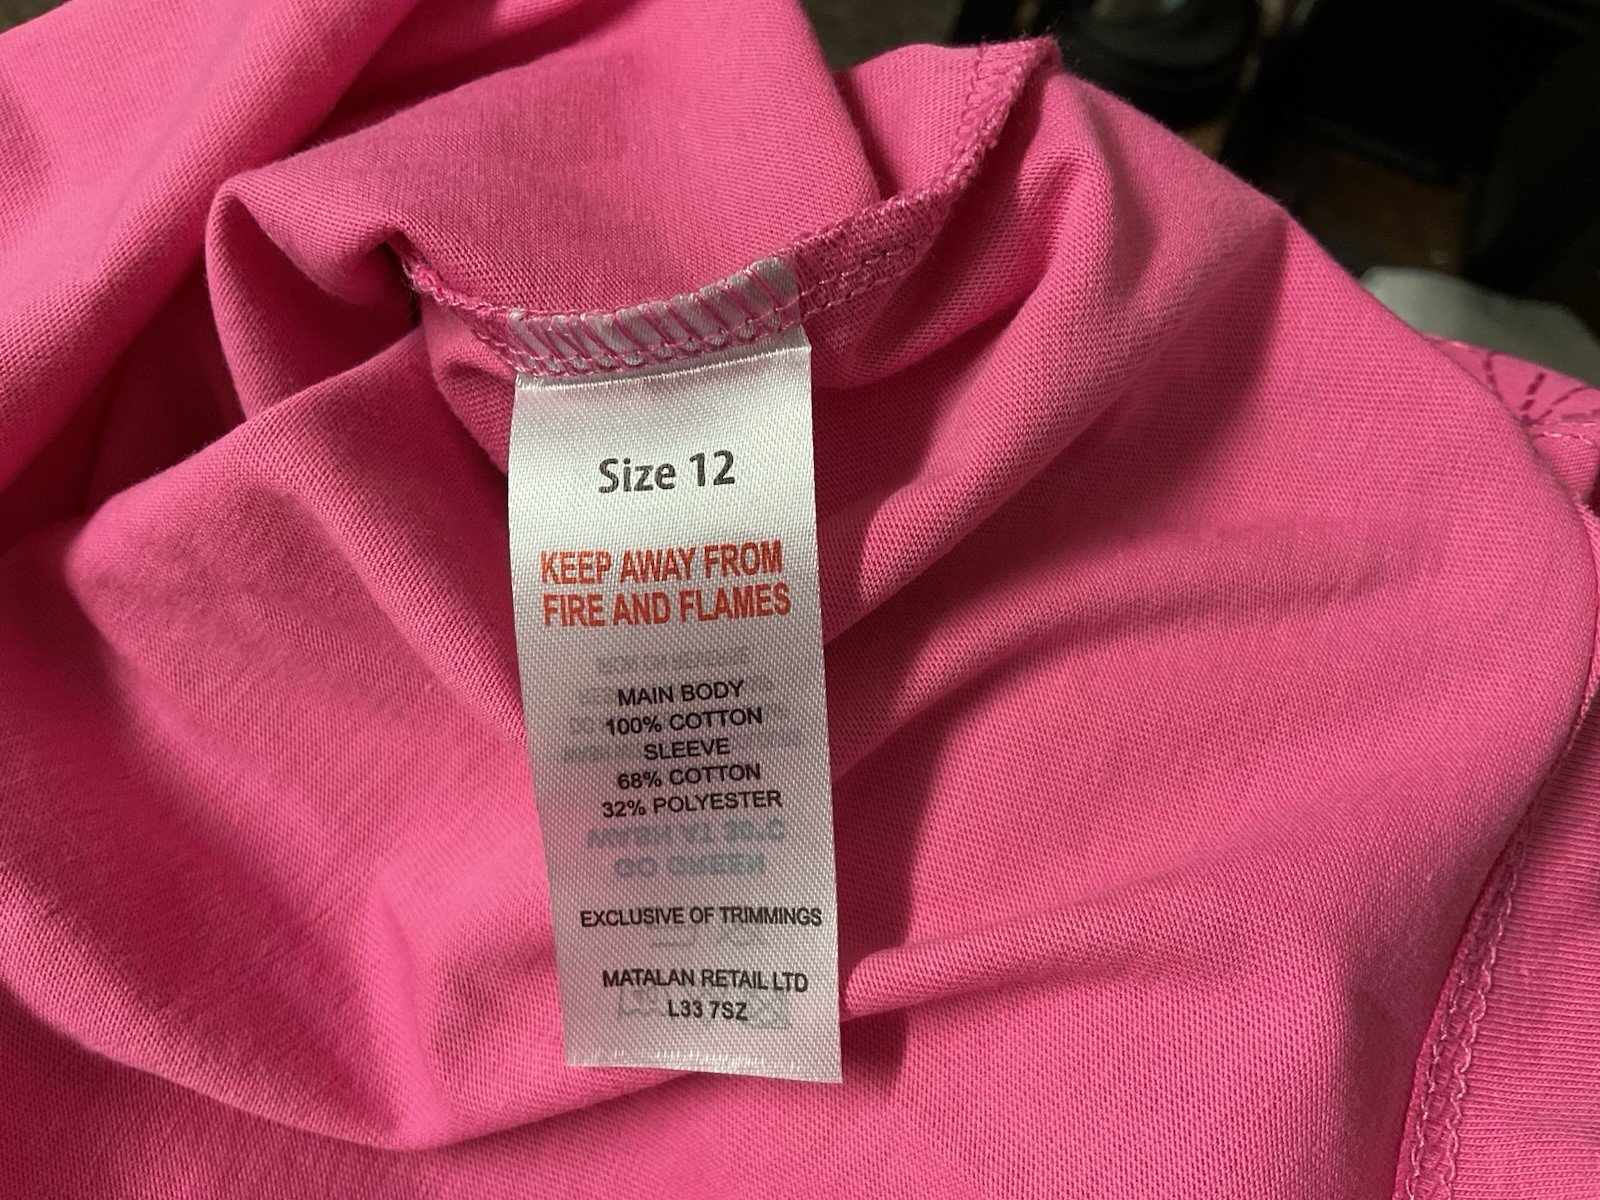 Size 12
KEEP AWAY FROM
FIRE AND FLAMES
MAIN BODY
100% COTTON
SLEEVE
68% COTTON
32% POLYESTER
EXCLUSIVE OF TRIMMINGS
MATALAN RETAIL LTD
L33 7SZ